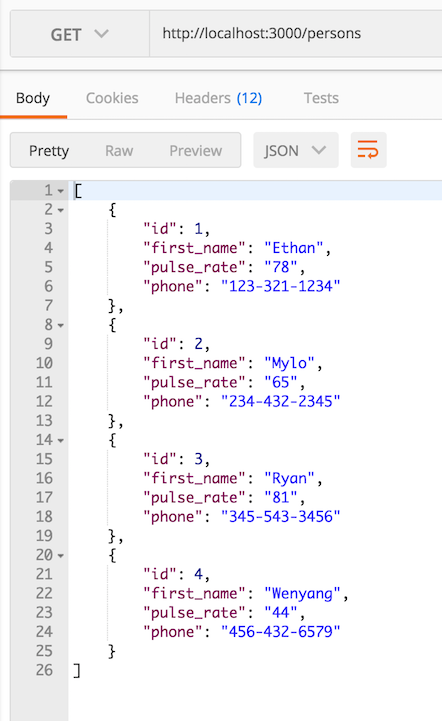 GET http://localhost:3000/persons
Body Cookies Headers (12) Tests
Pretty Raw Preview JSON
1 [
2 {
3 "id": 1,
4 "first_name": "Ethan",
5 "pulse_rate": "78",
6 "phone": "123-321-1234"
7 },
8 {
9 "id": 2,
10 "first_name": "Mylo",
11 "pulse_rate": "65",
12 "phone": "234-432-2345"
13 },
14 {
15 "id": 3,
16 "first_name": "Ryan",
17 "pulse_rate": "81",
18 "phone": "345-543-3456"
19 },
20 {
21 "id": 4,
22 "first_name": "Wenyang",
23 "pulse_rate": "44",
24 "phone": "456-432-6579"
25 }
26 ]